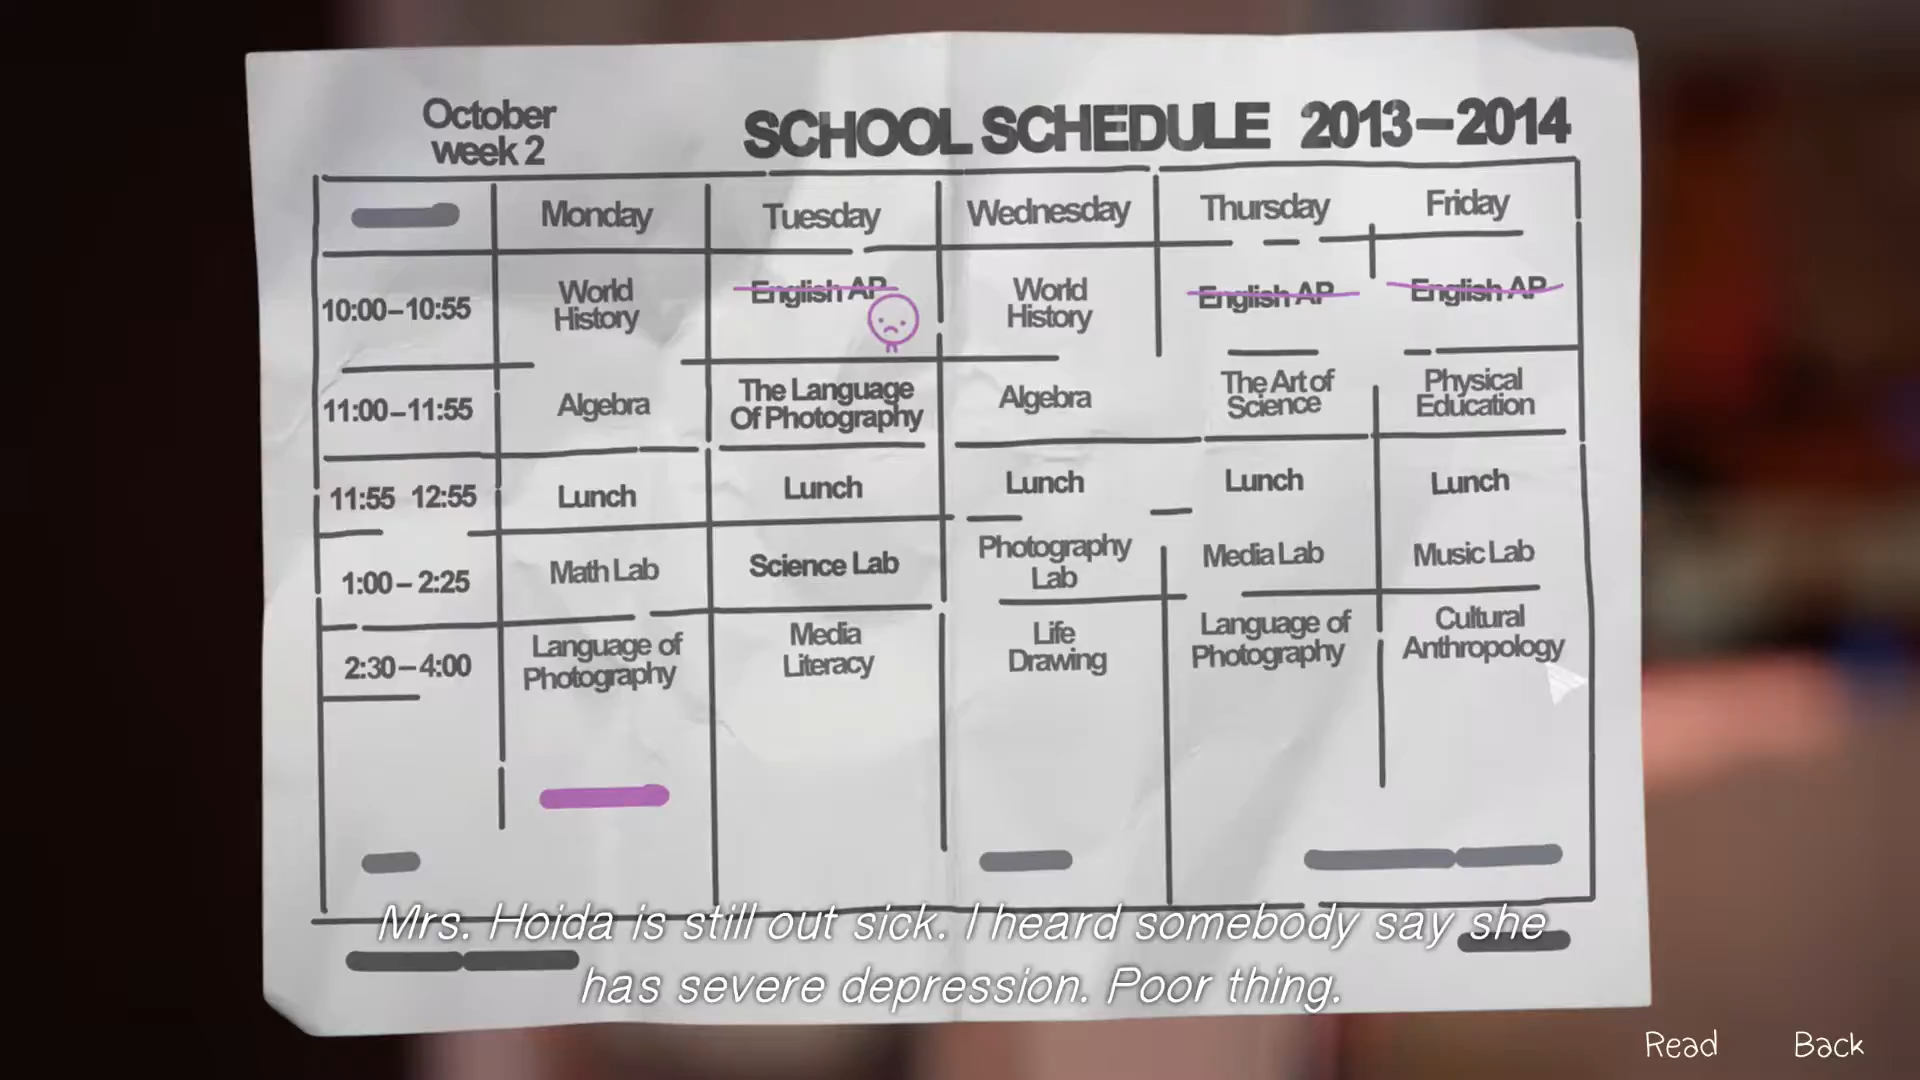 October
week 2
SCHOOL SCHEDULE 2013-2014
Monday Tuesday Wednesday Thursday Friday
10:00-10:55
World
History
English AP
World
History
English AP
English AP
11:00-11:55
Algebra
The Language
Of Photography
Algebra
The Art of
Science
Physical
Education
11:55 12:55
Lunch
Lunch
Lunch
Lunch
Lunch
1:00-2:25
Math Lab
Science Lab
Photography
Lab
Media Lab
Music Lab
2:30-4:00
Language of
Photography
Media
Literacy
Life
Drawing
Language of
Photography
Cultural
Anthropology
Mrs. Hoida is still out sick. I heard somebody say she
has severe depression. Poor thing.
Read Back